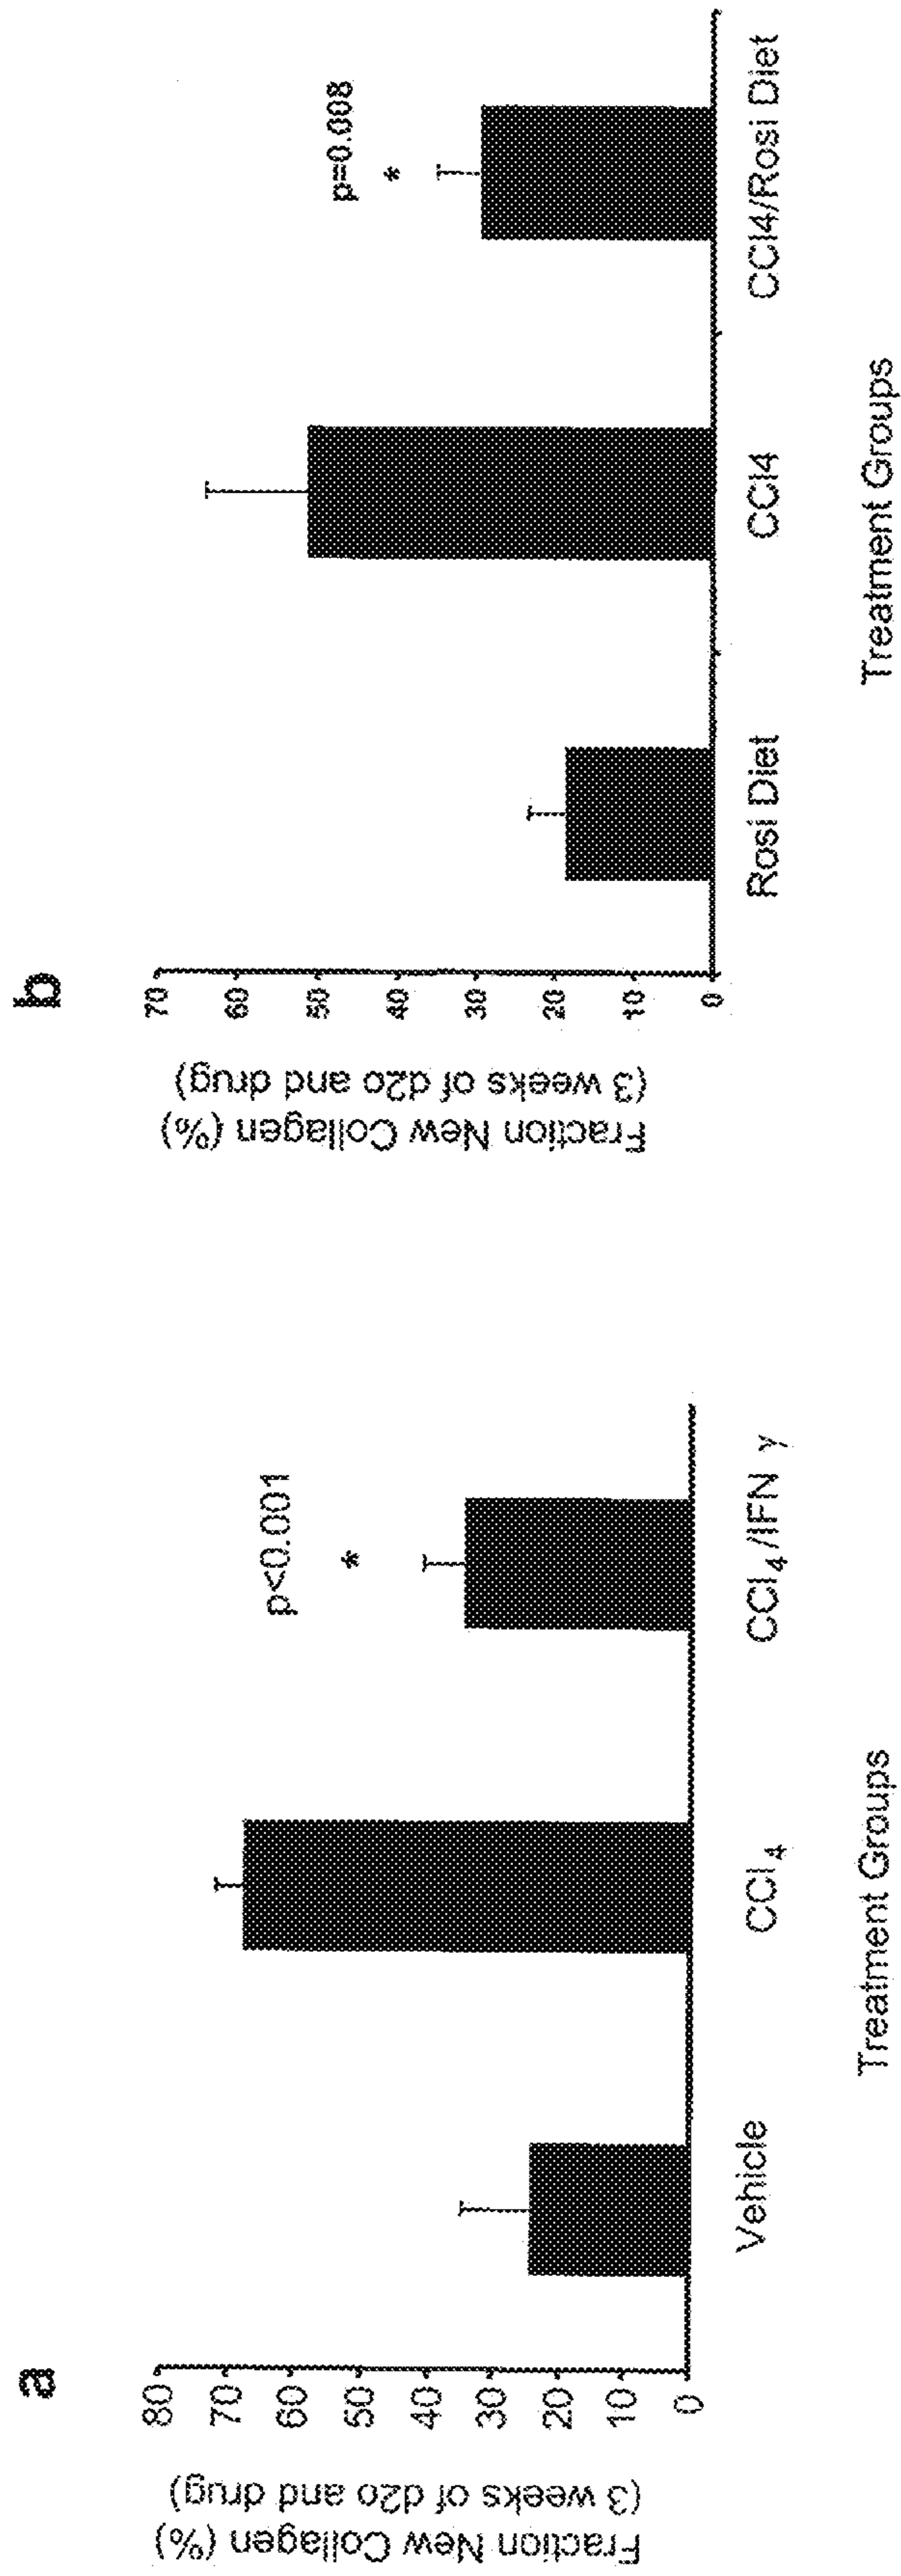 a
Fraction New Collagen (%)
(3 weeks of d2o and drug)
80
70
60
50
40
30
20
10
0
p<0.001
*
Vehicle
CCl4
CCl4/IFN γ
Treatment Groups
b
Fraction New Collagen (%)
(3 weeks of d2o and drug)
70
60
50
40
30
20
10
0
p=0.008
*
Rosi Diet
CCl4
CCl4/Rosi Diet
Treatment Groups